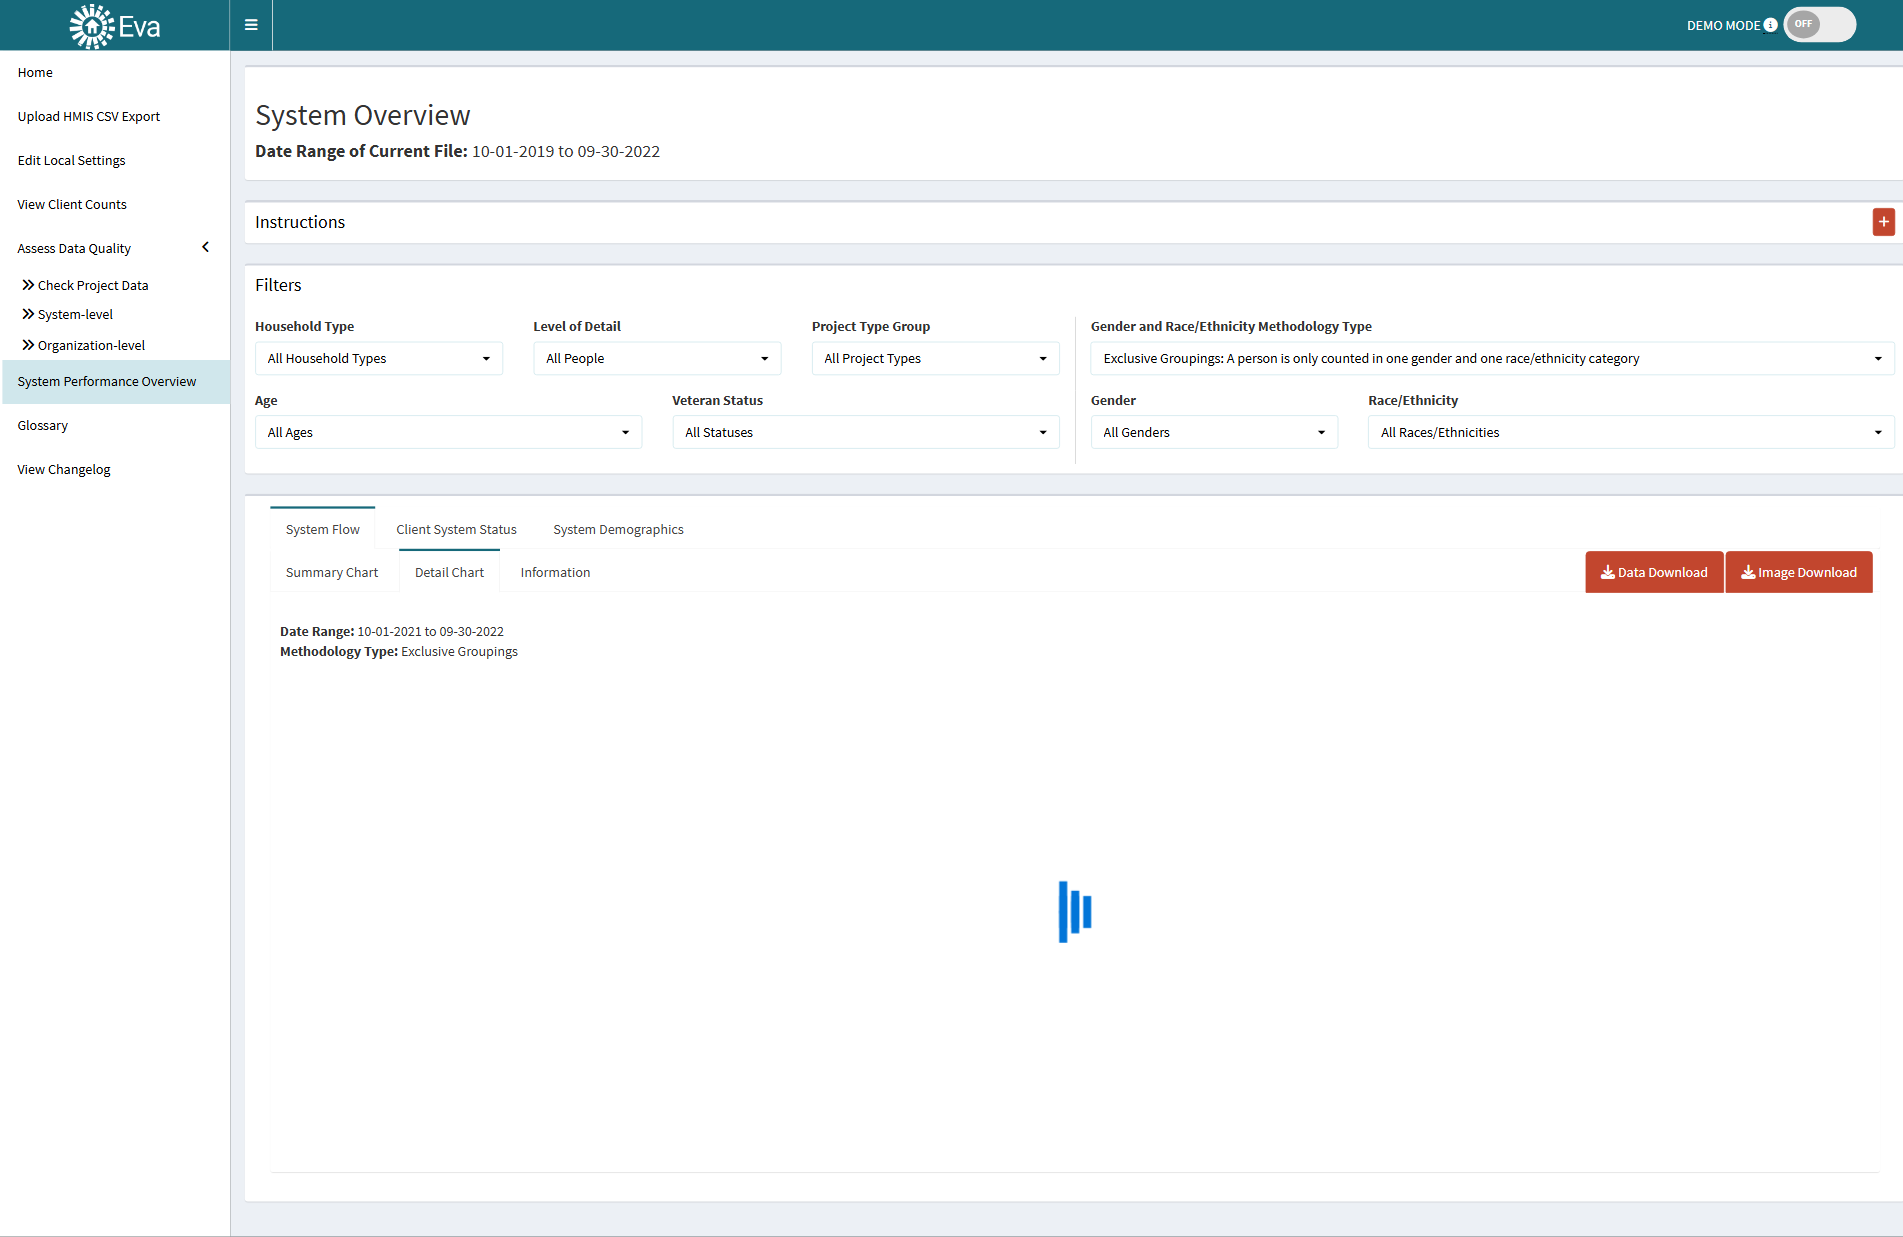 Eva
DEMO MODE
OFF
Home
Upload HMIS CSV Export
Edit Local Settings
View Client Counts
Assess Data Quality
Check Project Data
System-level
Organization-level
System Performance Overview
Glossary
View Changelog
System Overview
Date Range of Current File: 10-01-2019 to 09-30-2022
Instructions
Filters
Household Type Level of Detail Project Type Group Gender and Race/Ethnicity Methodology Type
All Household Types All People All Project Types Exclusive Groupings: A person is only counted in one gender and one race/ethnicity category
Age Veteran Status Gender Race/Ethnicity
All Ages All Statuses All Genders All Races/Ethnicities
System Flow Client System Status System Demographics
Summary Chart Detail Chart Information Data Download Image Download
Date Range: 10-01-2021 to 09-30-2022
Methodology Type: Exclusive Groupings